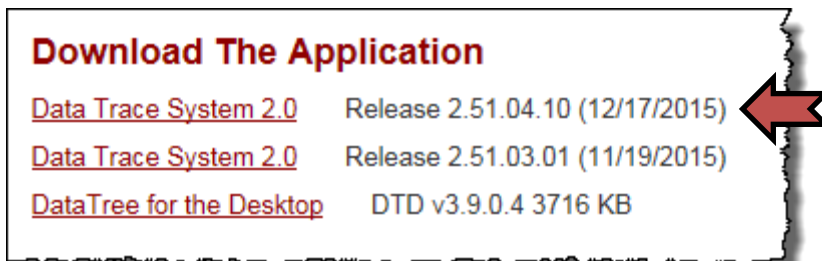 Download The Application
Data Trace System 2.0 Release 2.51.04.10 (12/17/2015)
Data Trace System 2.0 Release 2.51.03.01 (11/19/2015)
DataTree for the Desktop DTD v3.9.0.4 3716 KB